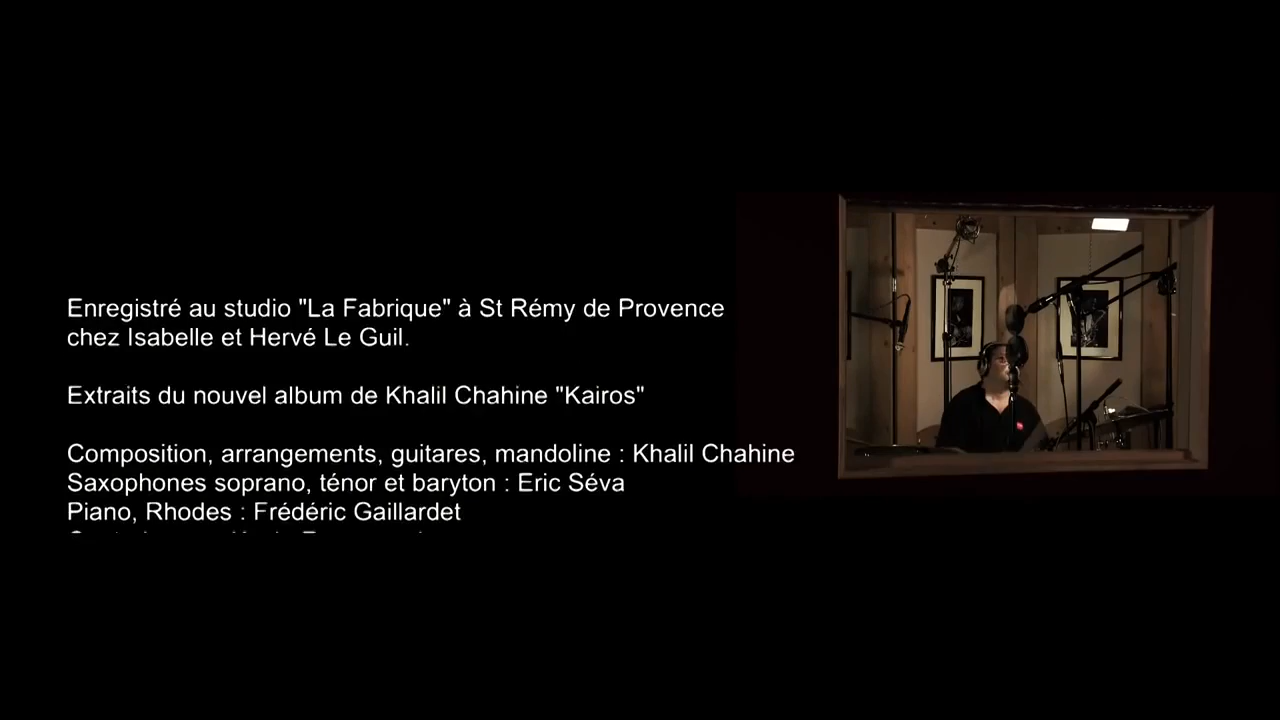 Enregistré au studio "La Fabrique" à St Rémy de Provence
chez Isabelle et Hervé Le Guil.
Extraits du nouvel album de Khalil Chahine "Kairos"
Composition, arrangements, guitares, mandoline : Khalil Chahine
Saxophones soprano, ténor et baryton : Eric Séva
Piano, Rhodes : Frédéric Gaillardet